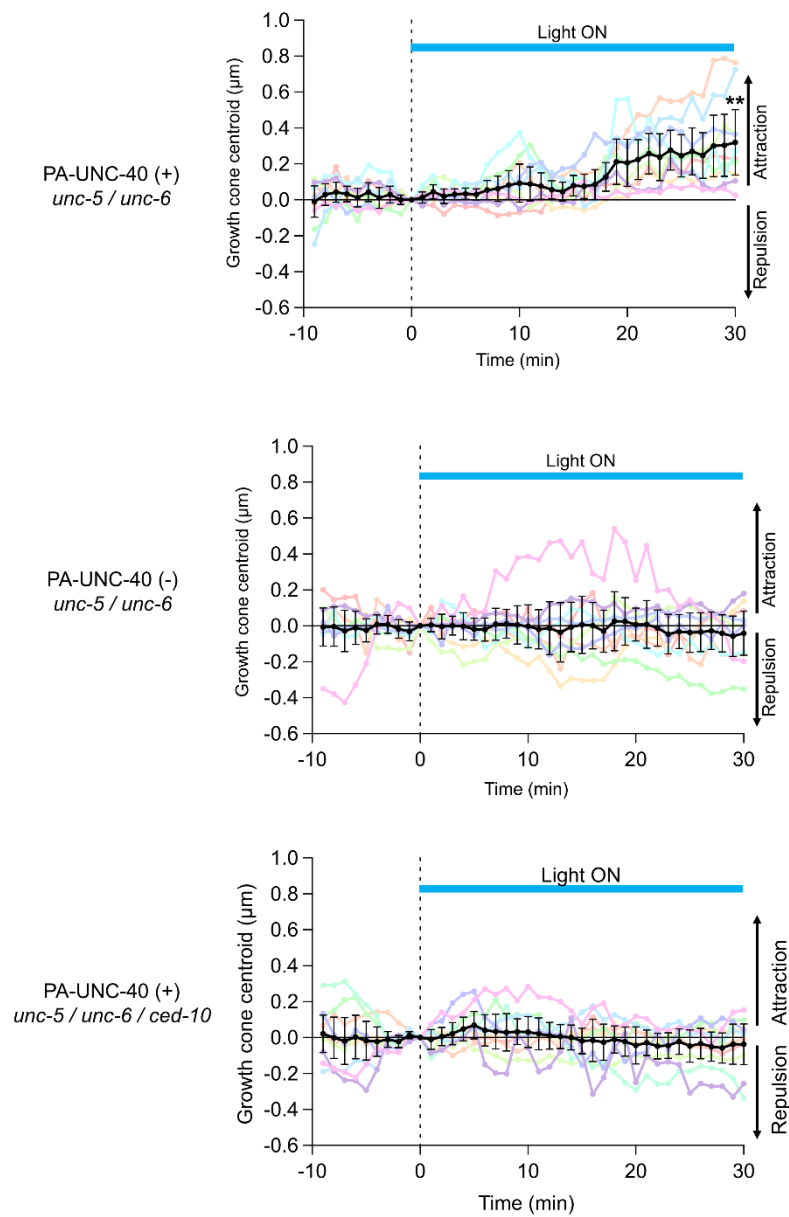 Light ON
1.0
0.8
0.6
0.4
0.2
0.0
-0.2
-0.4
-0.6
Growth cone centroid (µm)
PA-UNC-40 (+)
unc-5 / unc-6
**
Attraction
Repulsion
-10 0 10 20 30
Time (min)
Light ON
1.0
0.8
0.6
0.4
0.2
0.0
-0.2
-0.4
-0.6
Growth cone centroid (µm)
PA-UNC-40 (-)
unc-5 / unc-6
Attraction
Repulsion
-10 0 10 20 30
Time (min)
Light ON
1.0
0.8
0.6
0.4
0.2
0.0
-0.2
-0.4
-0.6
Growth cone centroid (µm)
PA-UNC-40 (+)
unc-5 / unc-6 / ced-10
Attraction
Repulsion
-10 0 10 20 30
Time (min)